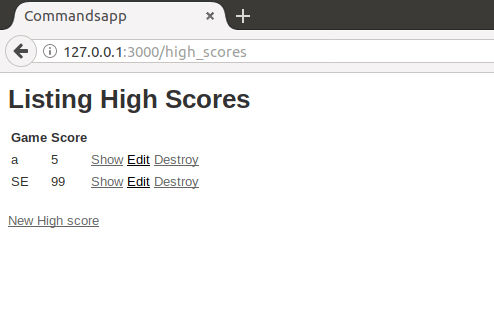 Commandsapp
127.0.0.1:3000/high_scores
Listing High Scores
Game Score
a 5 Show Edit Destroy
SE 99 Show Edit Destroy
New High score